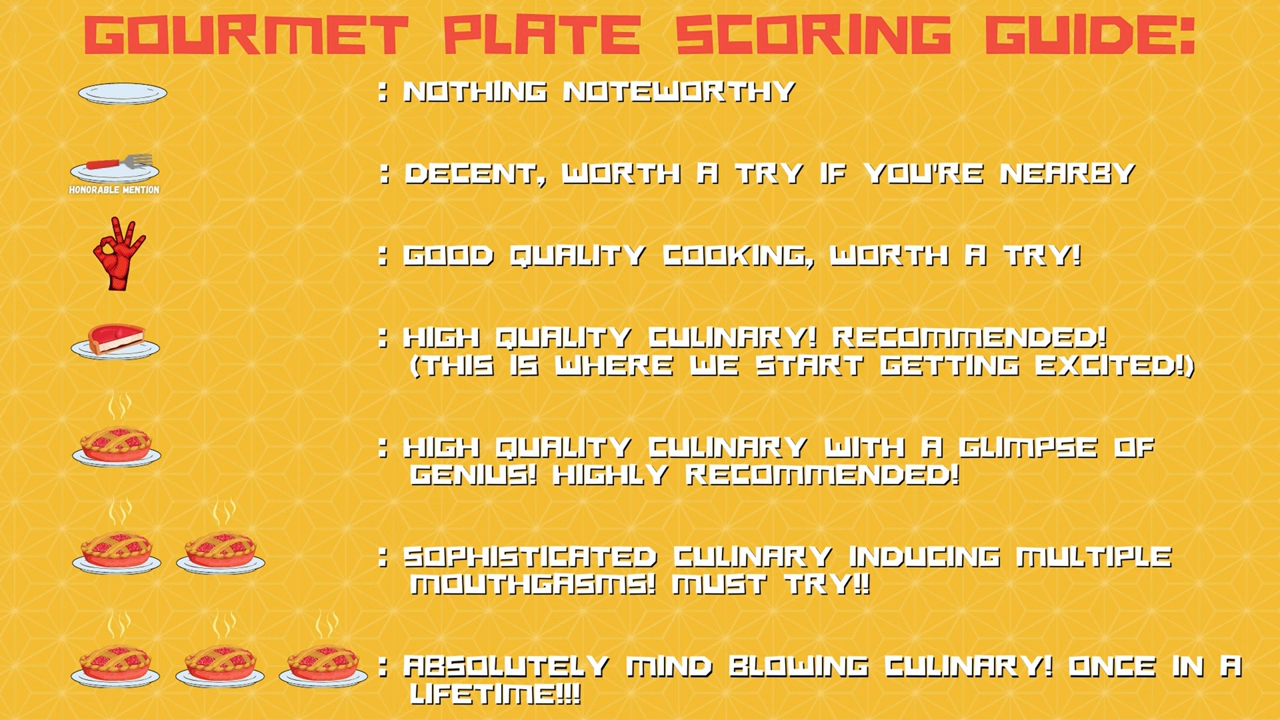 GOURMET PLATE SCORING GUIDE:
: NOTHING NOTEWORTHY
HONORABLE MENTION
: DECENT, WORTH A TRY IF YOU'RE NEARBY
: GOOD QUALITY COOKING, WORTH A TRY!
: HIGH QUALITY CULINARY! RECOMMENDED!
(THIS IS WHERE WE START GETTING EXCITED!)
: HIGH QUALITY CULINARY WITH A GLIMPSE OF
GENIUS! HIGHLY RECOMMENDED!
: SOPHISTICATED CULINARY INDUCING MULTIPLE
MOUTHGASMS! MUST TRY!!
: ABSOLUTELY MIND BLOWING CULINARY! ONCE IN A
LIFETIME!!!